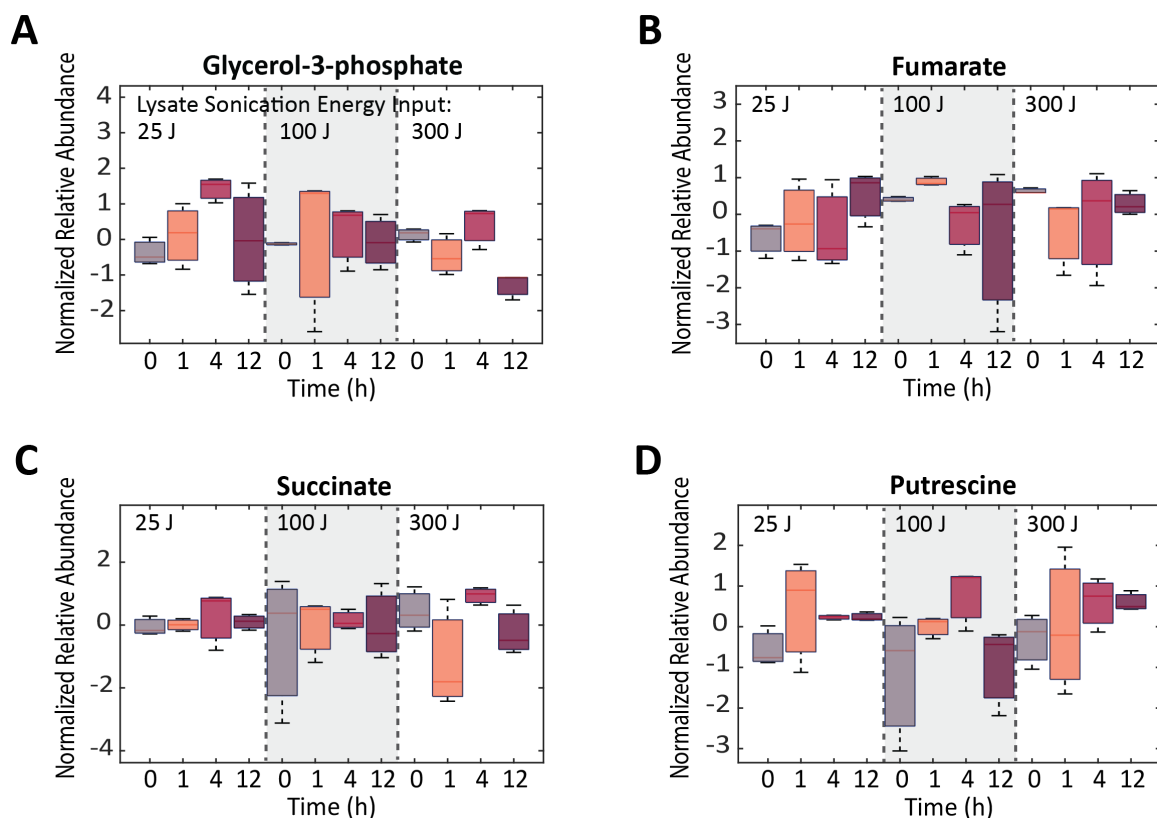 A
Glycerol-3-phosphate
Normalized Relative Abundance
4
3
2
1
0
-1
-2
Lysate Sonication Energy Input:
25 J 100 J 300 J
0 1 4 12 0 1 4 12 0 1 4 12
Time (h)
B
Fumarate
Normalized Relative Abundance
3
2
1
0
-1
-2
-3
25 J 100 J 300 J
0 1 4 12 0 1 4 12 0 1 4 12
Time (h)
C
Succinate
Normalized Relative Abundance
2
0
-2
-4
25 J 100 J 300 J
0 1 4 12 0 1 4 12 0 1 4 12
Time (h)
D
Putrescine
Normalized Relative Abundance
2
1
0
-1
-2
-3
25 J 100 J 300 J
0 1 4 12 0 1 4 12 0 1 4 12
Time (h)